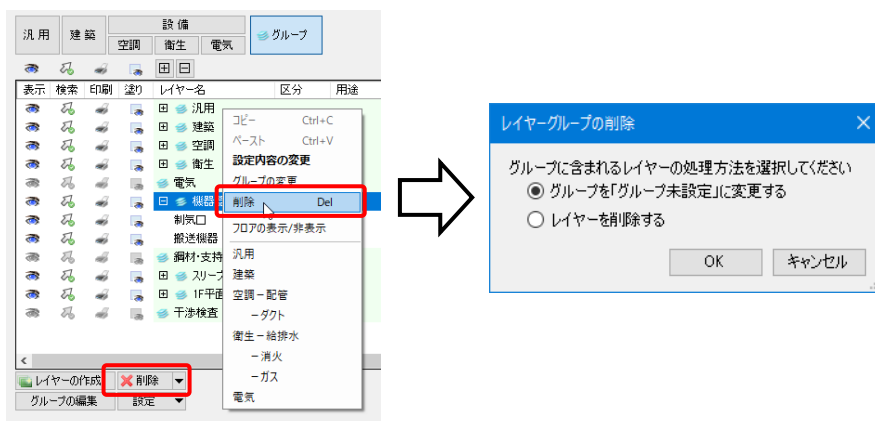 汎用 建築 設備 グループ
空調 衛生 電気
表示 検索 印刷 塗り レイヤー名 区分 用途
汎用
建築
空調
衛生
電気
機器
制気口
搬送機器
鋼材・支持
スリーブ
1F平面
干渉検査
レイヤーの作成 削除
グループの編集 設定
コピー Ctrl+C
ペースト Ctrl+V
設定内容の変更
グループの変更
削除 Del
フロアの表示/非表示
汎用
建築
空調－配管
－ダクト
衛生－給排水
－消火
－ガス
電気
レイヤーグループの削除
グループに含まれるレイヤーの処理方法を選択してください
グループを「グループ未設定」に変更する
レイヤーを削除する
OK キャンセル